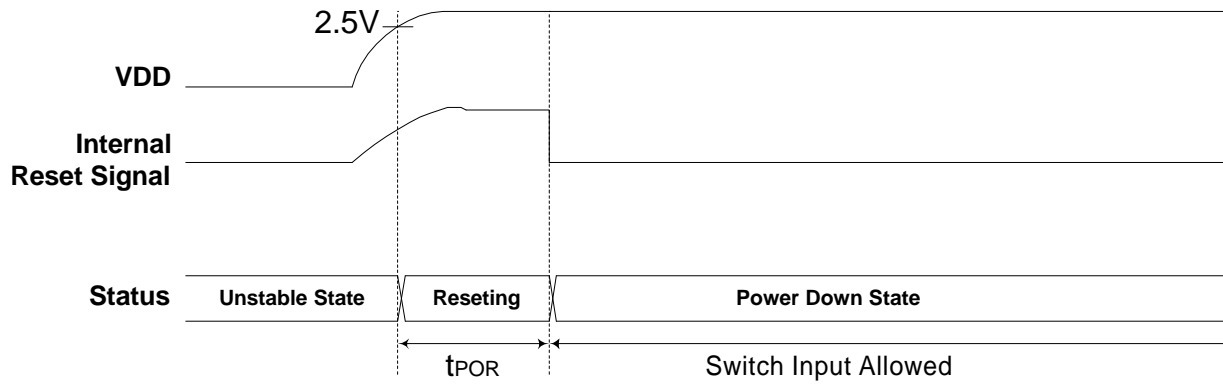 2.5V
VDD
Internal
Reset Signal
Status
Unstable State
Reseting
Power Down State
tPOR
Switch Input Allowed